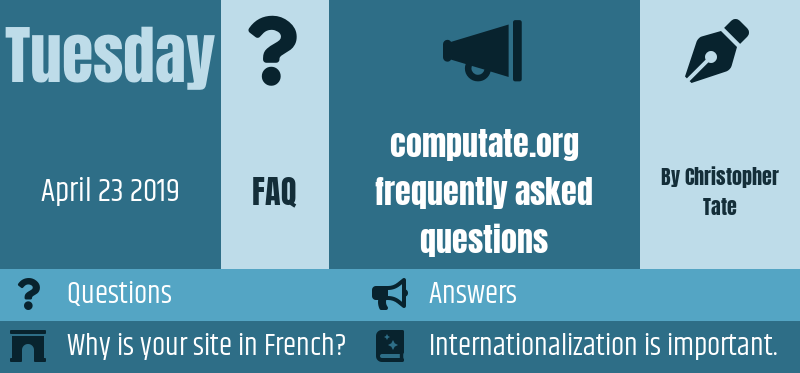 Tuesday
April 23 2019
FAQ
computate.org
frequently asked
questions
By Christopher
Tate
Questions
Answers
Why is your site in French?
Internationalization is important.